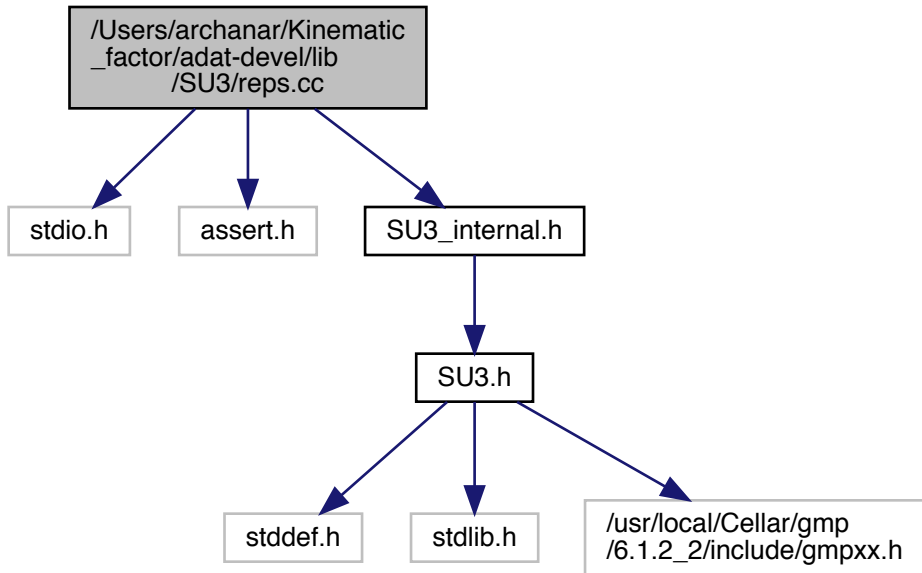 /Users/archanar/Kinematic
_factor/adat-devel/lib
/SU3/reps.cc
stdio.h
assert.h
SU3_internal.h
SU3.h
stddef.h
stdlib.h
/usr/local/Cellar/gmp
/6.1.2_2/include/gmpxx.h